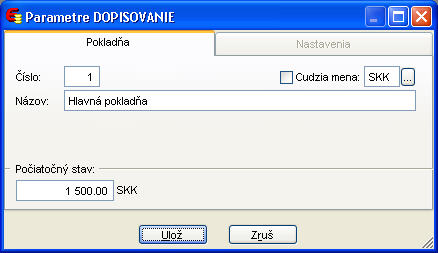 Parametre DOPISOVANIE
Pokladňa Nastavenia
Číslo: 1 Cudzia mena: SKK ...
Názov: Hlavná pokladňa
Počiatočný stav:
1 500.00 SKK
Ulož Zruš